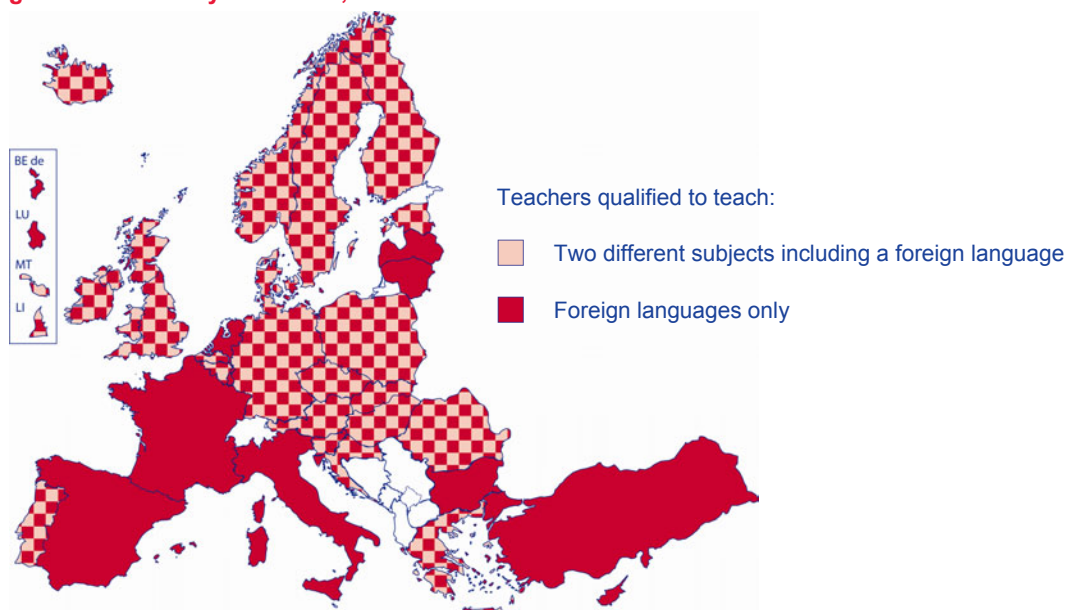 BE de
LU
MT
LI
Teachers qualified to teach:
Two different subjects including a foreign language
Foreign languages only